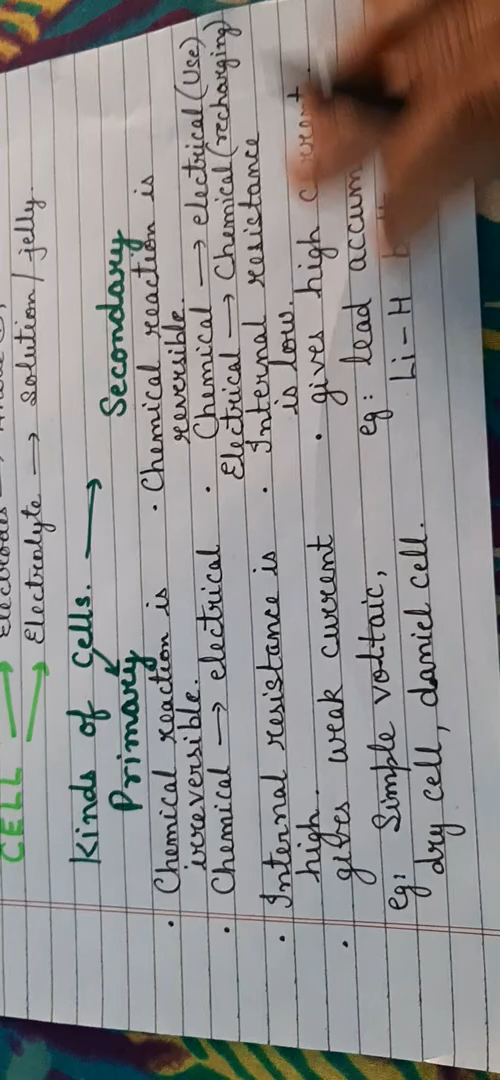 CELL → Electrodes →
→ Electrolyte → Solution/jelly.
Kinds of cells. →
Primary
• Chemical reaction is
irreversible.
• Chemical → electrical
• Internal resistance is
high.
• gives weak current
eg: Simple voltaic,
dry cell, daniel cell.
Secondary
• Chemical reaction is
reversible.
• Chemical → electrical (Use)
Electrical → Chemical (recharging)
• Internal resistance
is low.
• gives high
eg: lead
Li-H